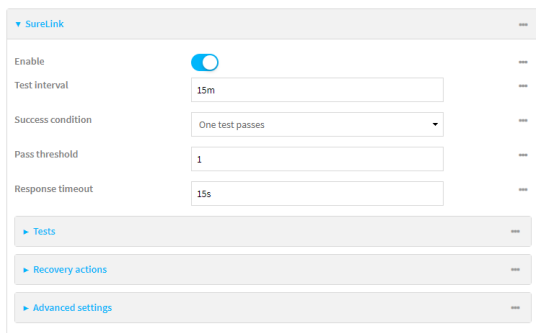 SureLink
Enable
Test interval
15m
Success condition
One test passes
Pass threshold
1
Response timeout
15s
Tests
Recovery actions
Advanced settings